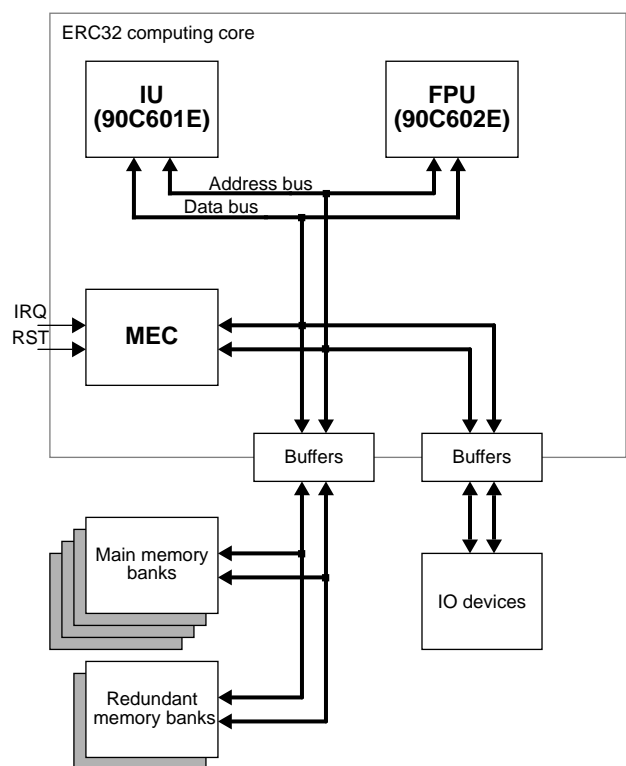 ERC32 computing core
IU
(90C601E)
FPU
(90C602E)
Address bus
Data bus
IRQ
RST
MEC
Buffers
Buffers
Main memory
banks
IO devices
Redundant
memory banks